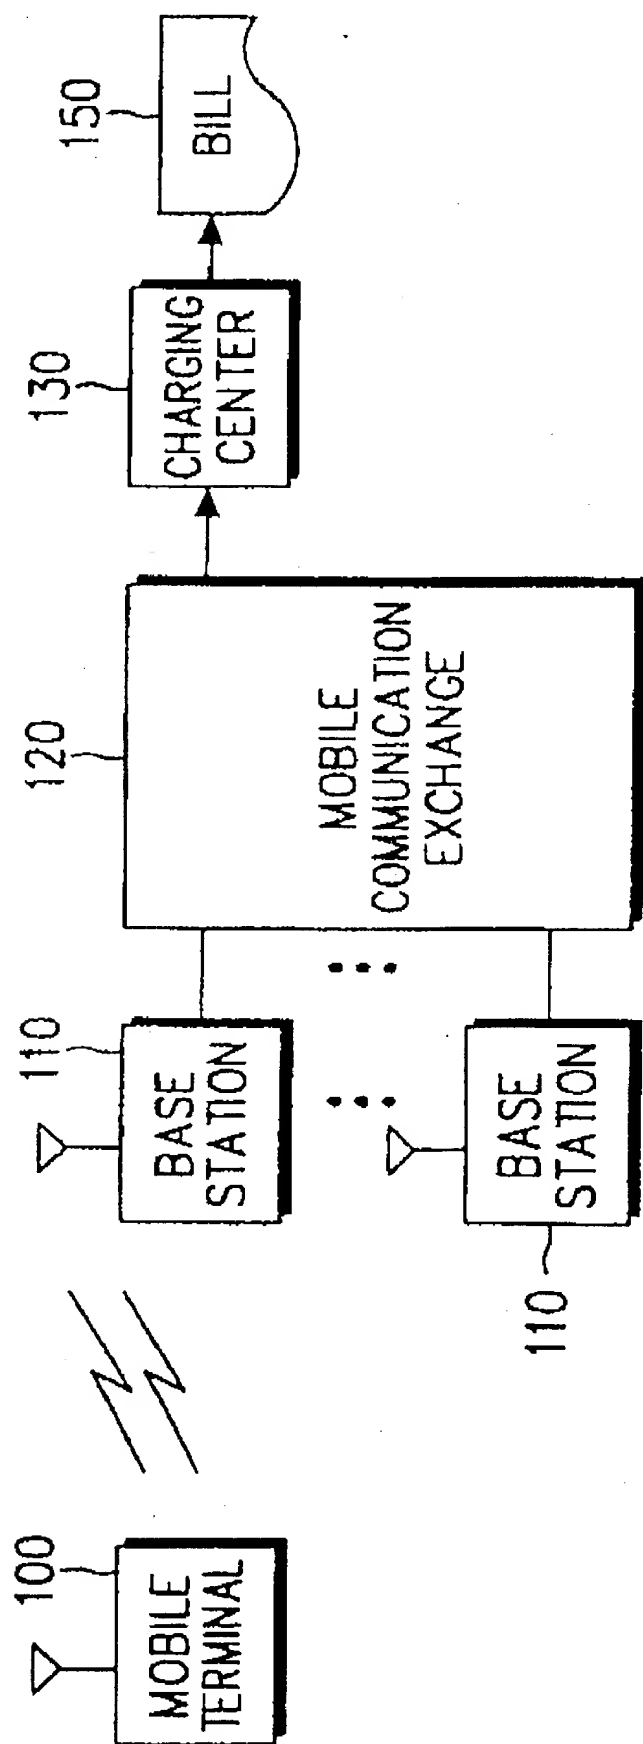 100
MOBILE
TERMINAL
110
BASE
STATION
110
BASE
STATION
120
MOBILE
COMMUNICATION
EXCHANGE
130
CHARGING
CENTER
150
BILL